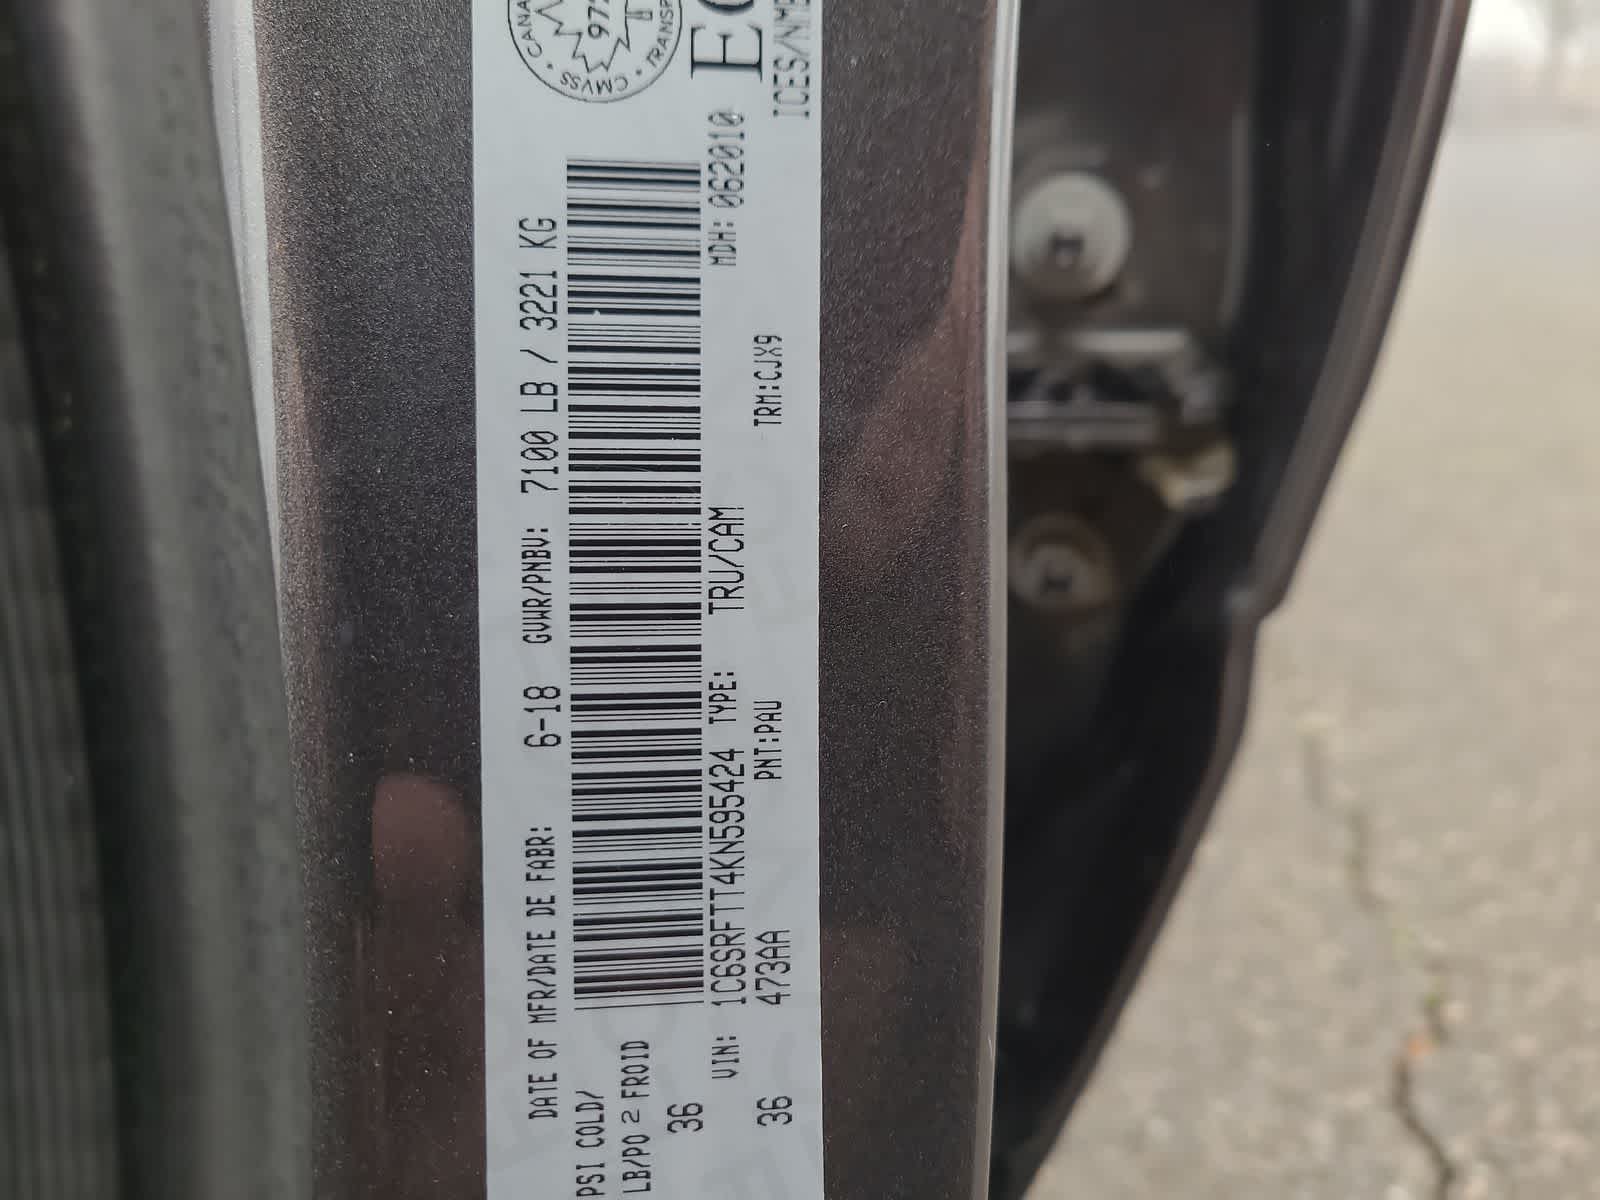 DATE OF MFR/DATE DE FABR: 6-18 GVWR/PNBV: 7100 LB / 3221 KG
PSI COLD/
LB/PO 2 FROID
36
VIN: 1C6SRFTT4KN595424 TYPE: TRU/CAM MDH: 062010
36 473AA PNT:PAU TRM:CJX9
CMVSS
ICES/NMB